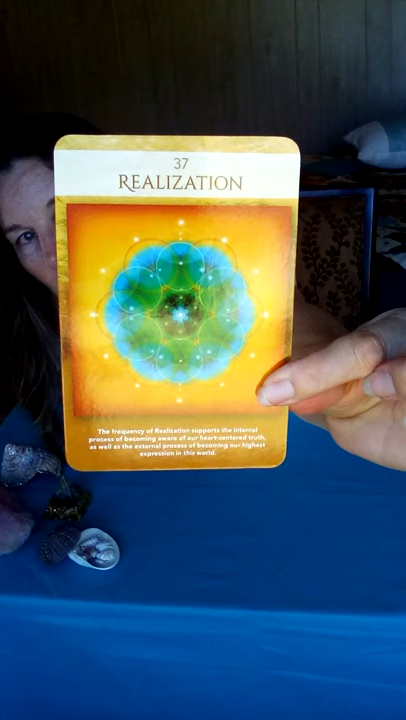 37
REALIZATION
The frequency of Realization supports the internal
process of becoming aware of our heart-centered truth,
as well as the external process of becoming our highest
expression in this world.